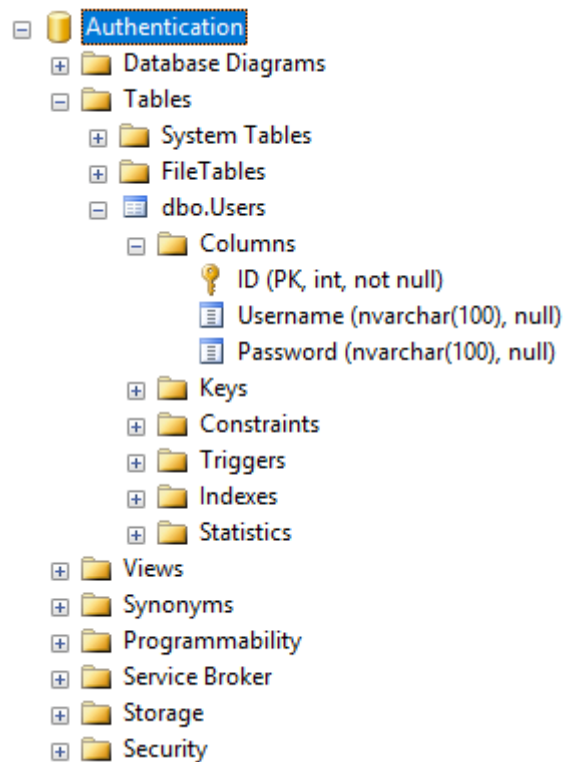 Authentication
Database Diagrams
Tables
System Tables
FileTables
dbo.Users
Columns
ID (PK, int, not null)
Username (nvarchar(100), null)
Password (nvarchar(100), null)
Keys
Constraints
Triggers
Indexes
Statistics
Views
Synonyms
Programmability
Service Broker
Storage
Security